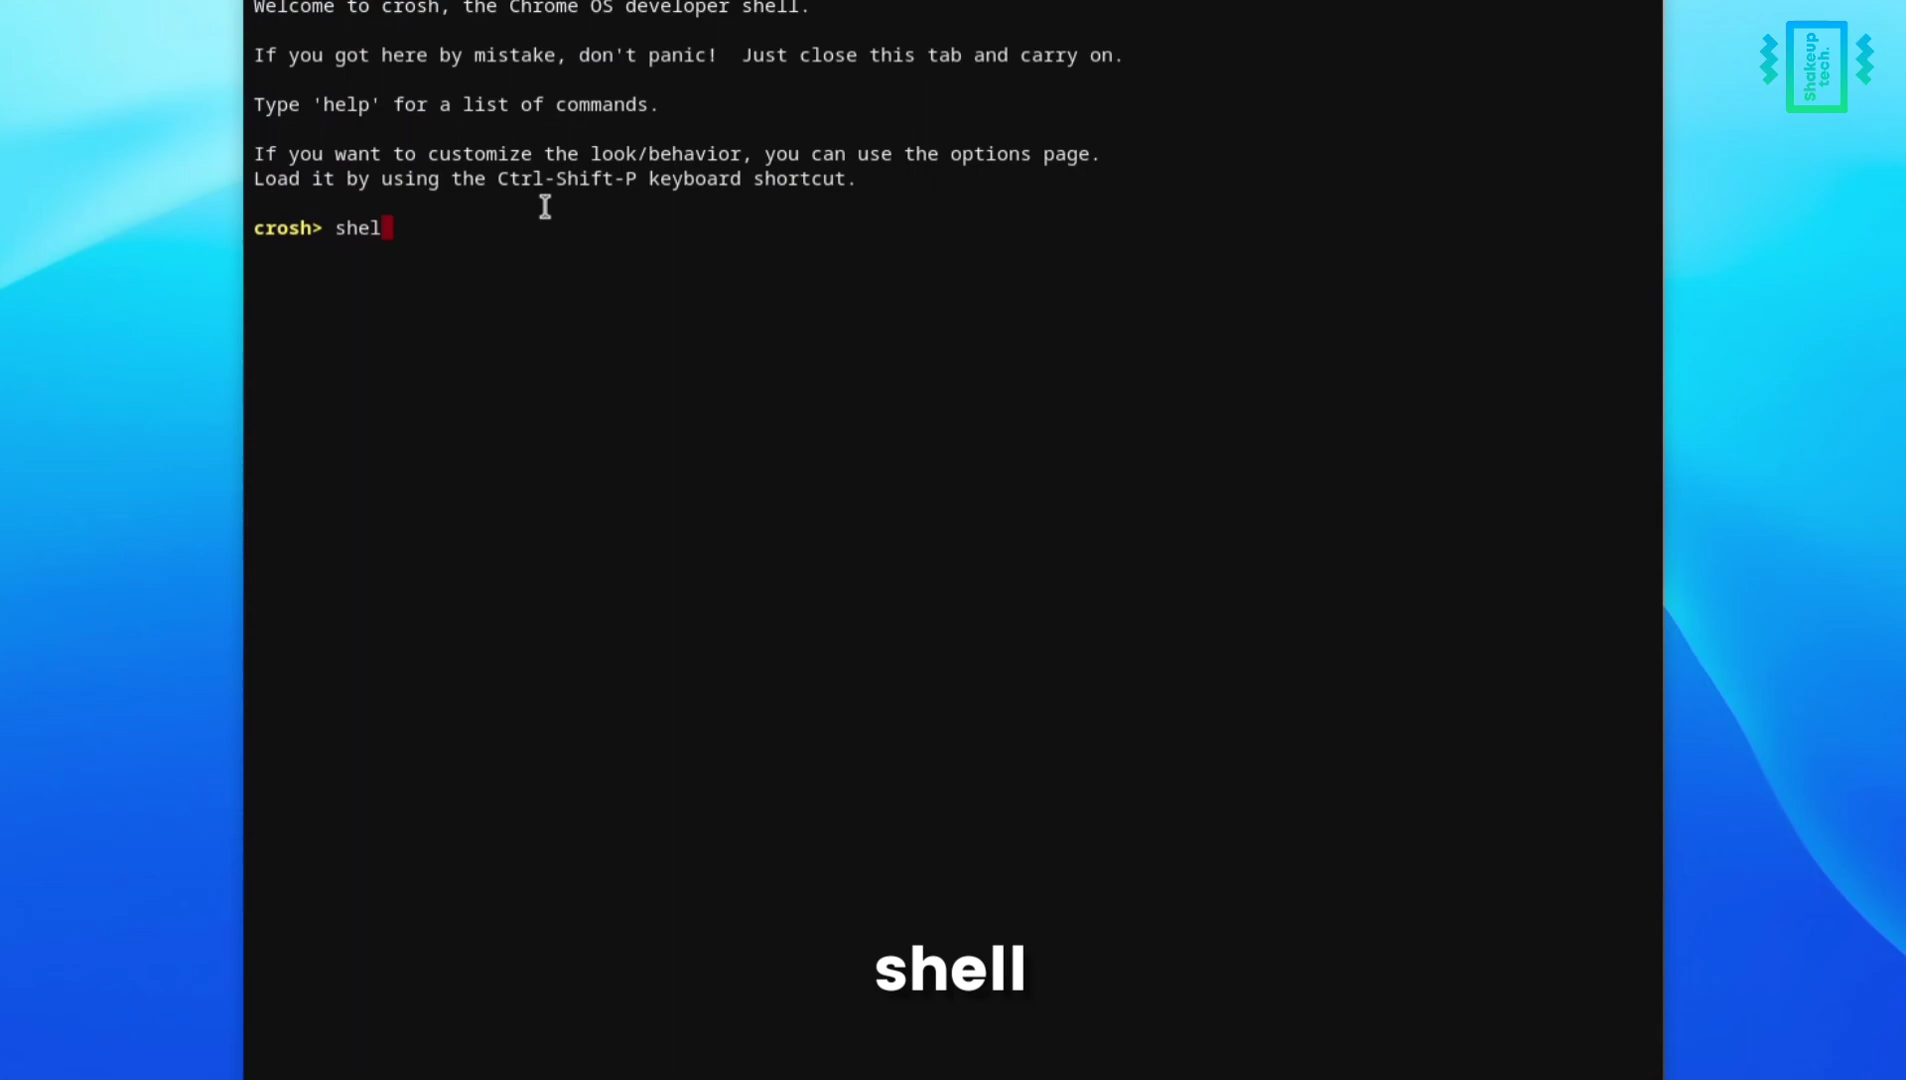 Welcome to crosh, the Chrome OS developer shell.
If you got here by mistake, don't panic!  Just close this tab and carry on.
Type 'help' for a list of commands.
If you want to customize the look/behavior, you can use the options page.
Load it by using the Ctrl-Shift-P keyboard shortcut.
crosh> shel
shell
Shakeup
tech.